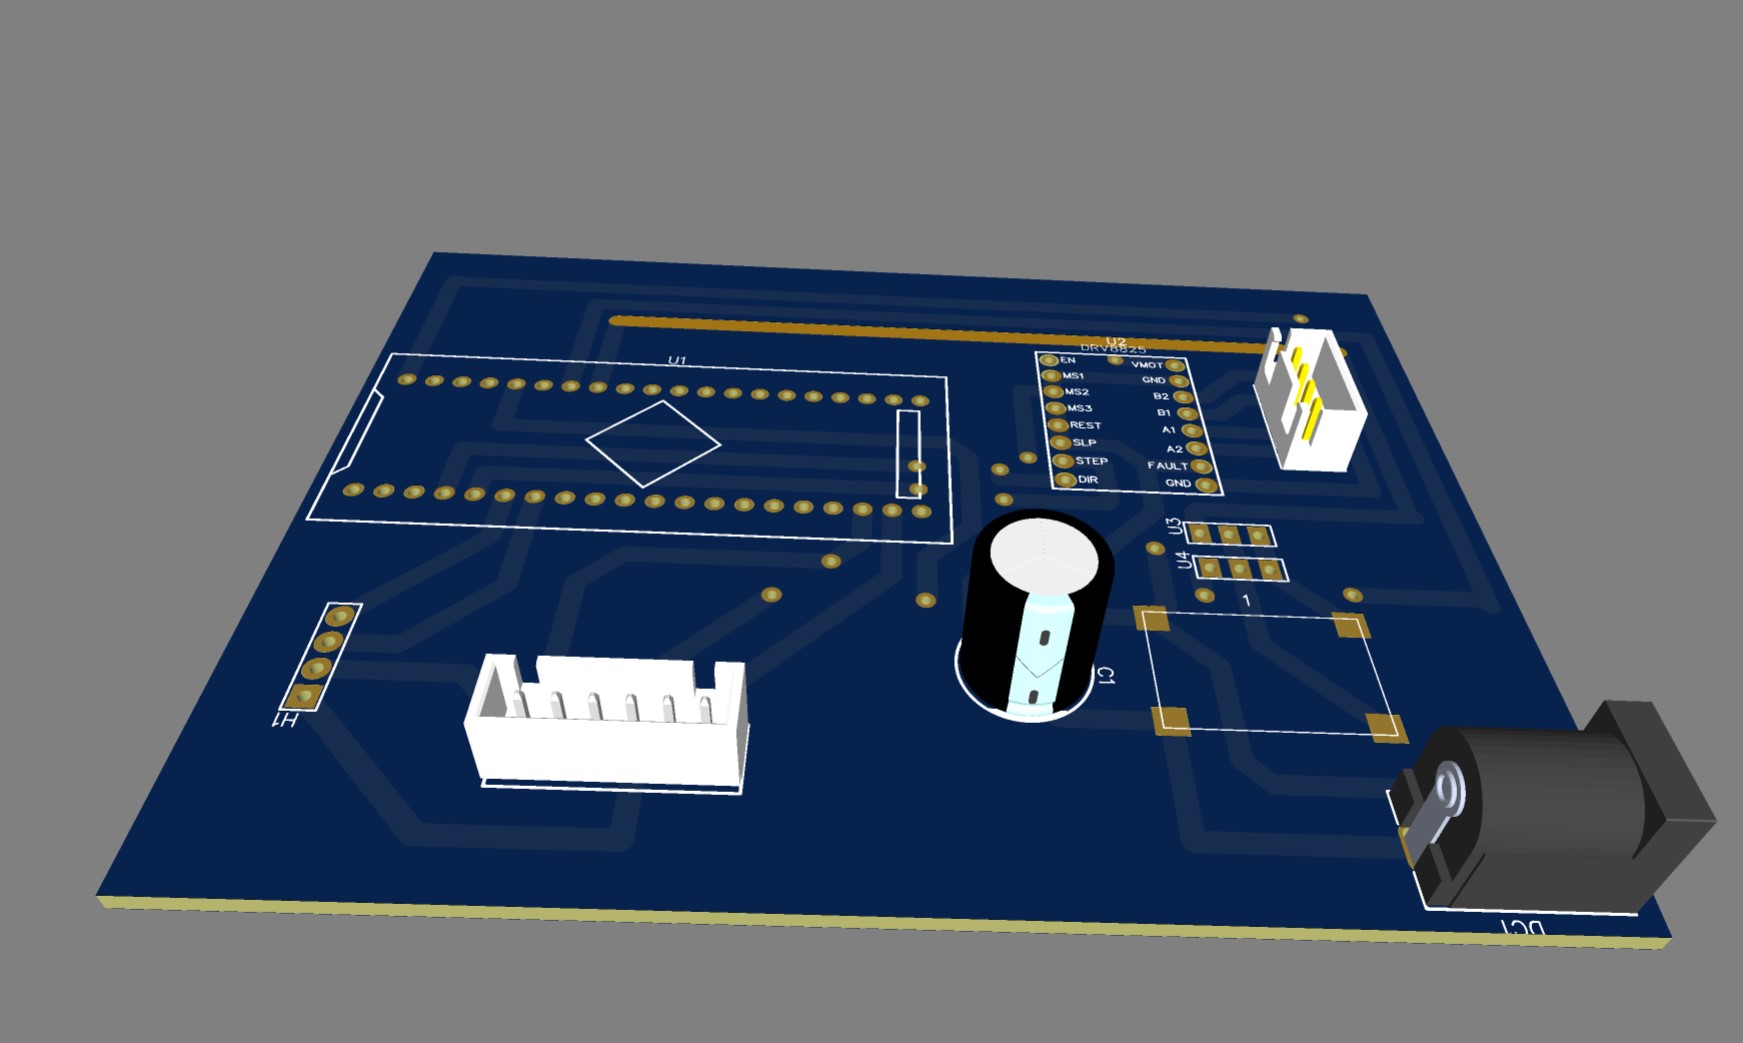 U1
U2
DRV8825
EN
MS1
MS2
MS3
REST
SLP
STEP
DIR
VMOT
GND
B2
B1
A1
A2
FAULT
GND
U3
U4
1
C1
H1
DC1